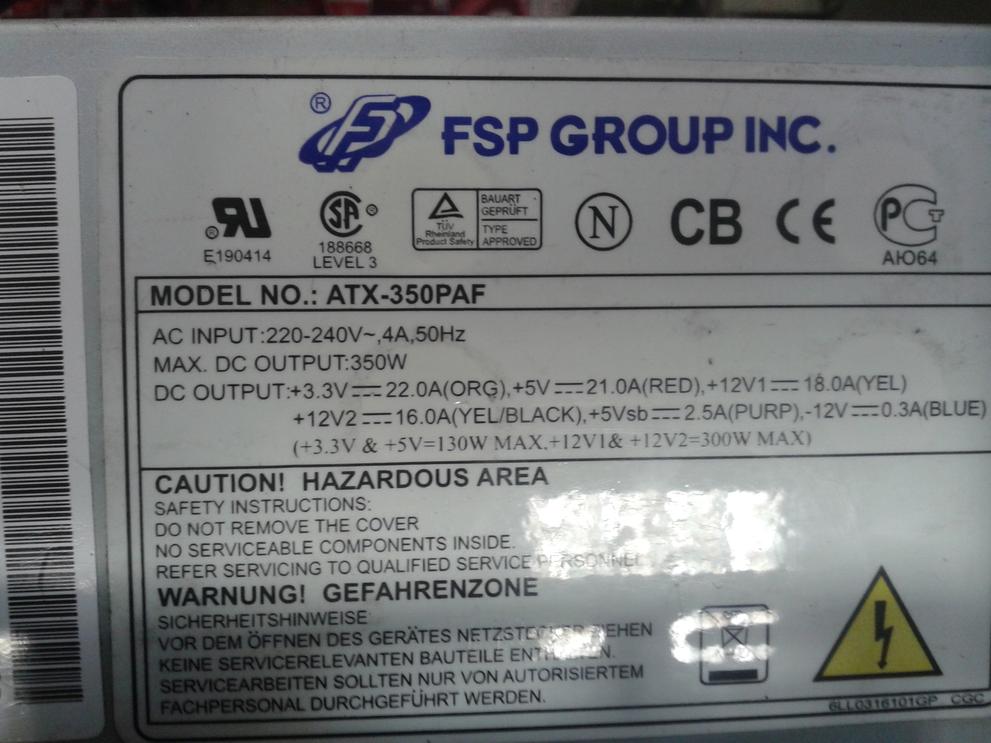 ® FSP GROUP INC.
E190414
188668
LEVEL 3
TÜV
Rheinland
Product Safety
BAUART
GEPRÜFT
TYPE
APPROVED
N
CB
CE
РСТ
АЮ64
MODEL NO.: ATX-350PAF
AC INPUT:220-240V~,4A,50Hz
MAX. DC OUTPUT:350W
DC OUTPUT:+3.3V⎓22.0A(ORG),+5V⎓21.0A(RED),+12V1⎓18.0A(YEL)
+12V2⎓16.0A(YEL/BLACK),+5Vsb⎓2.5A(PURP),-12V⎓0.3A(BLUE)
(+3.3V & +5V=130W MAX,+12V1& +12V2=300W MAX)
CAUTION! HAZARDOUS AREA
SAFETY INSTRUCTIONS:
DO NOT REMOVE THE COVER
NO SERVICEABLE COMPONENTS INSIDE.
REFER SERVICING TO QUALIFIED SERVICE PERSONNEL
WARNUNG! GEFAHRENZONE
SICHERHEITSHINWEISE:
VOR DEM ÖFFNEN DES GERÄTES NETZSTECKER ZIEHEN
KEINE SERVICERELEVANTEN BAUTEILE ENTHALTEN.
SERVICEARBEITEN SOLLTEN NUR VON AUTORISIERTEM
FACHPERSONAL DURCHGEFÜHRT WERDEN.
6LL0316101GP CGC